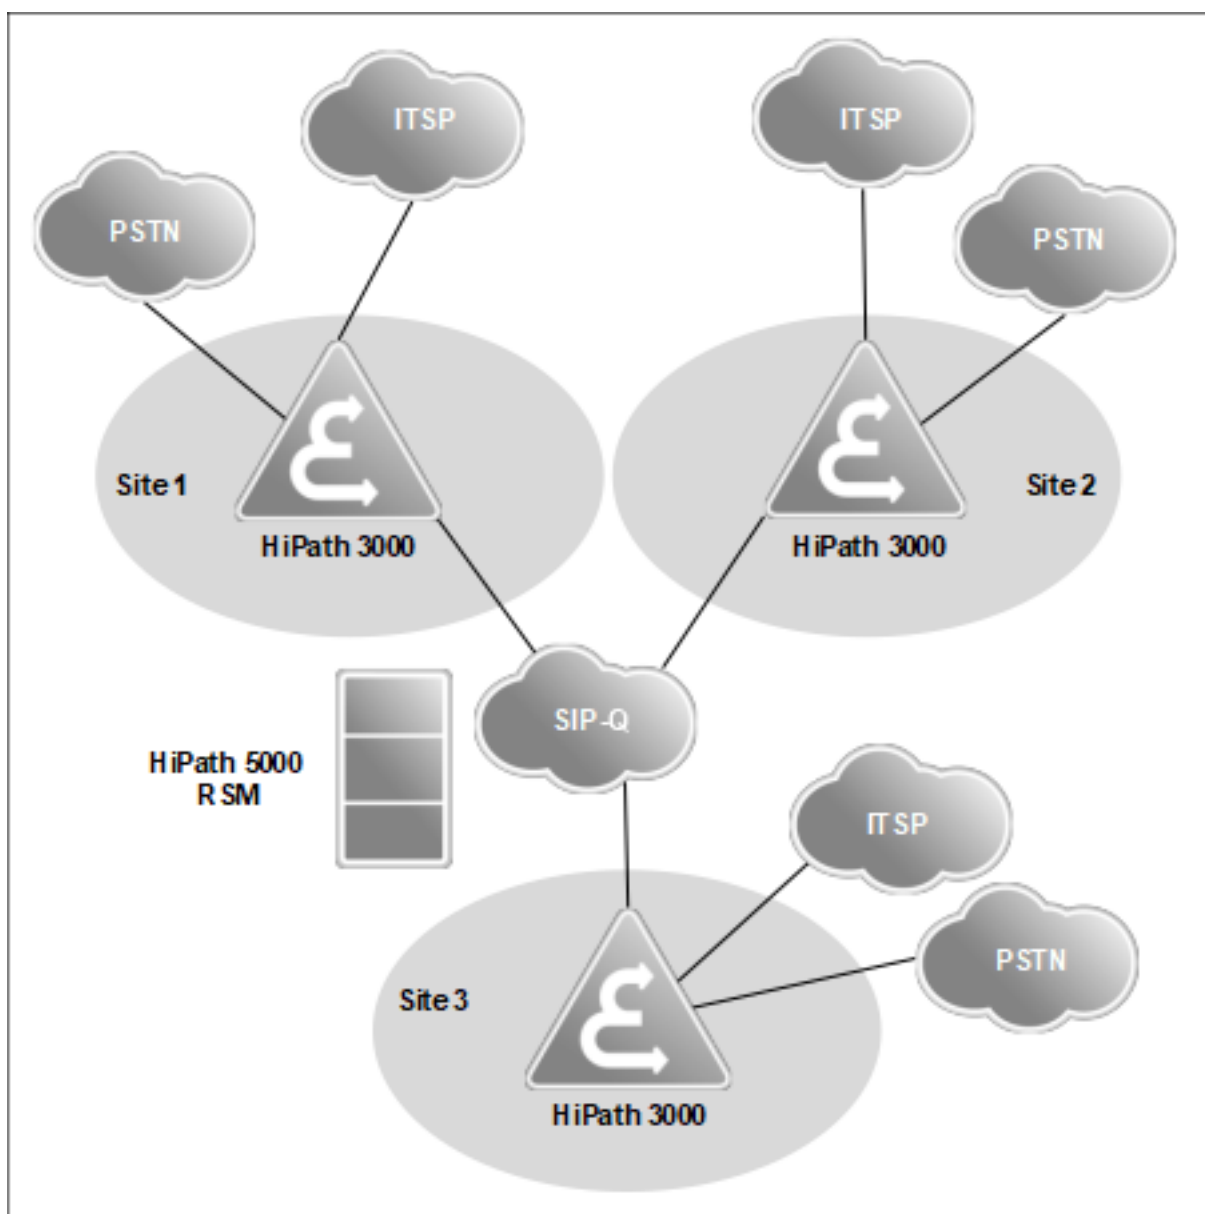 ITSP
ITSP
PSTN
PSTN
Site 1
Site 2
HiPath 3000
HiPath 3000
SIP-Q
HiPath 5000
RSM
ITSP
PSTN
Site 3
HiPath 3000